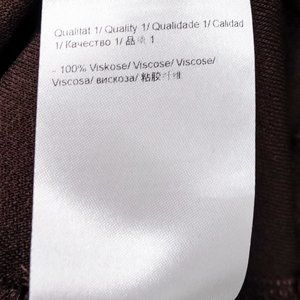 Qualität 1/ Quality 1/ Qualidade 1/ Calidad
1/ Качество 1/ 品项 1
- 100% Viskose/ Viscose/ Viscose/
Viscosa/ вискоза/ 粘胶纤维